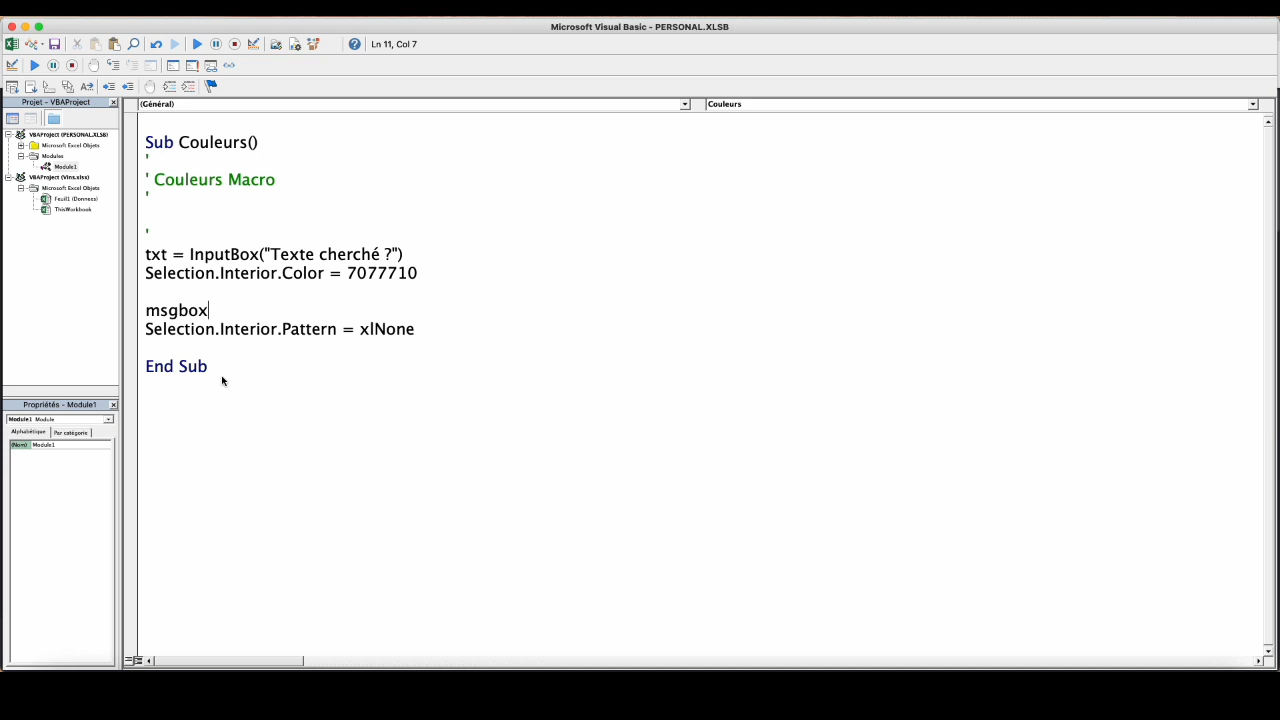 Microsoft Visual Basic - PERSONAL.XLSB
Ln 11, Col 7
Projet - VBAProject
(Général)
Couleurs
VBAProject (PERSONAL.XLSB)
Microsoft Excel Objets
Modules
Module1
VBAProject (Vins.xlsx)
Microsoft Excel Objets
Feuil1 (Donnees)
ThisWorkbook
Sub Couleurs()
'
' Couleurs Macro
'
'
txt = InputBox("Texte cherché ?")
Selection.Interior.Color = 7077710
msgbox
Selection.Interior.Pattern = xlNone
End Sub
Propriétés - Module1
Module1 Module
Alphabétique
Par catégorie
(Nom) Module1